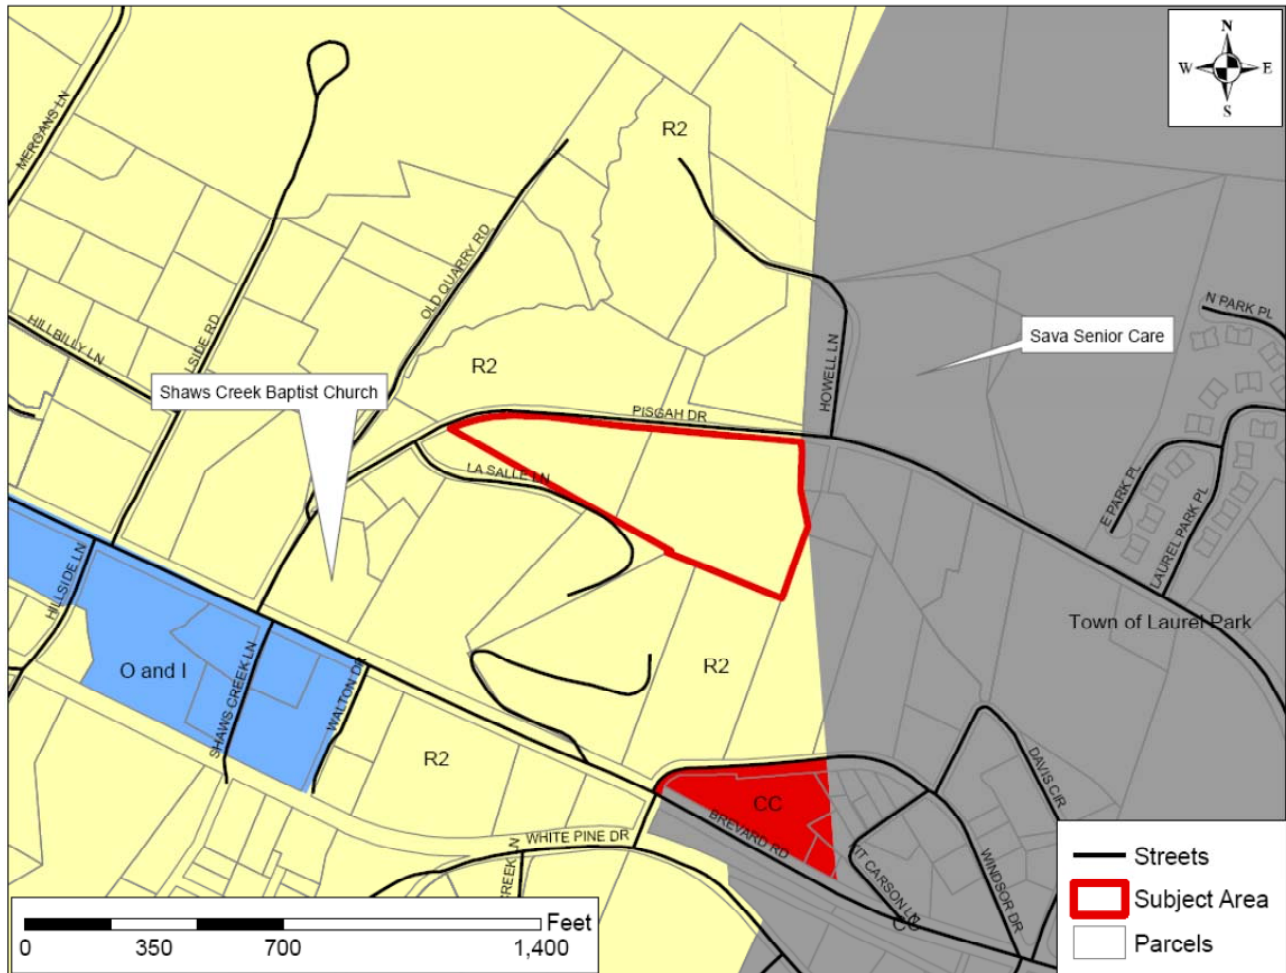 N
W E
S
MERGANS LN
R2
OLD QUARRY RD
N PARK PL
HILLBILLY LN
LSIDE RD
Sava Senior Care
HOWELL LN
R2
Shaws Creek Baptist Church
PISGAH DR
LA SALLE LN
E PARK PL
LAUREL PARK PL
HILLSIDE LN
Town of Laurel Park
O and I
SHAWS CREEK LN
WALTON DR
R2
R2
DAVIS CIR
CC
BREVARD RD
WHITE PINE DR
CREEK LN
KIT CARSON LN
WINDSOR DR
CC
Streets
Subject Area
Parcels
Feet
0 350 700 1,400